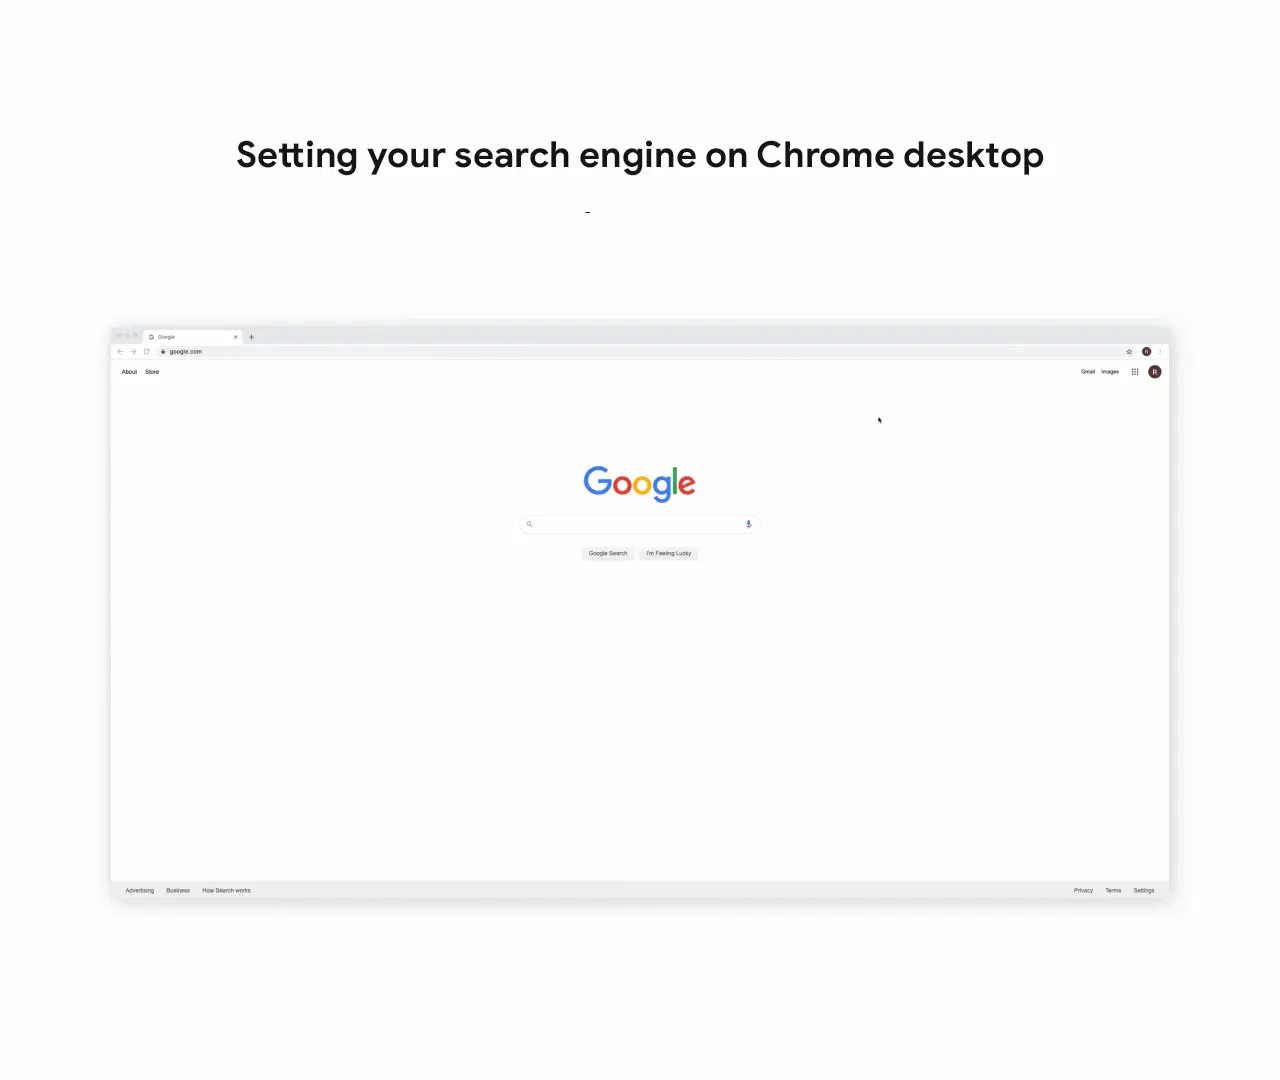 Setting your search engine on Chrome desktop
-
Google
google.com
R
About Store
Gmail Images
R
Google
Google Search I'm Feeling Lucky
Advertising Business How Search works
Privacy Terms Settings